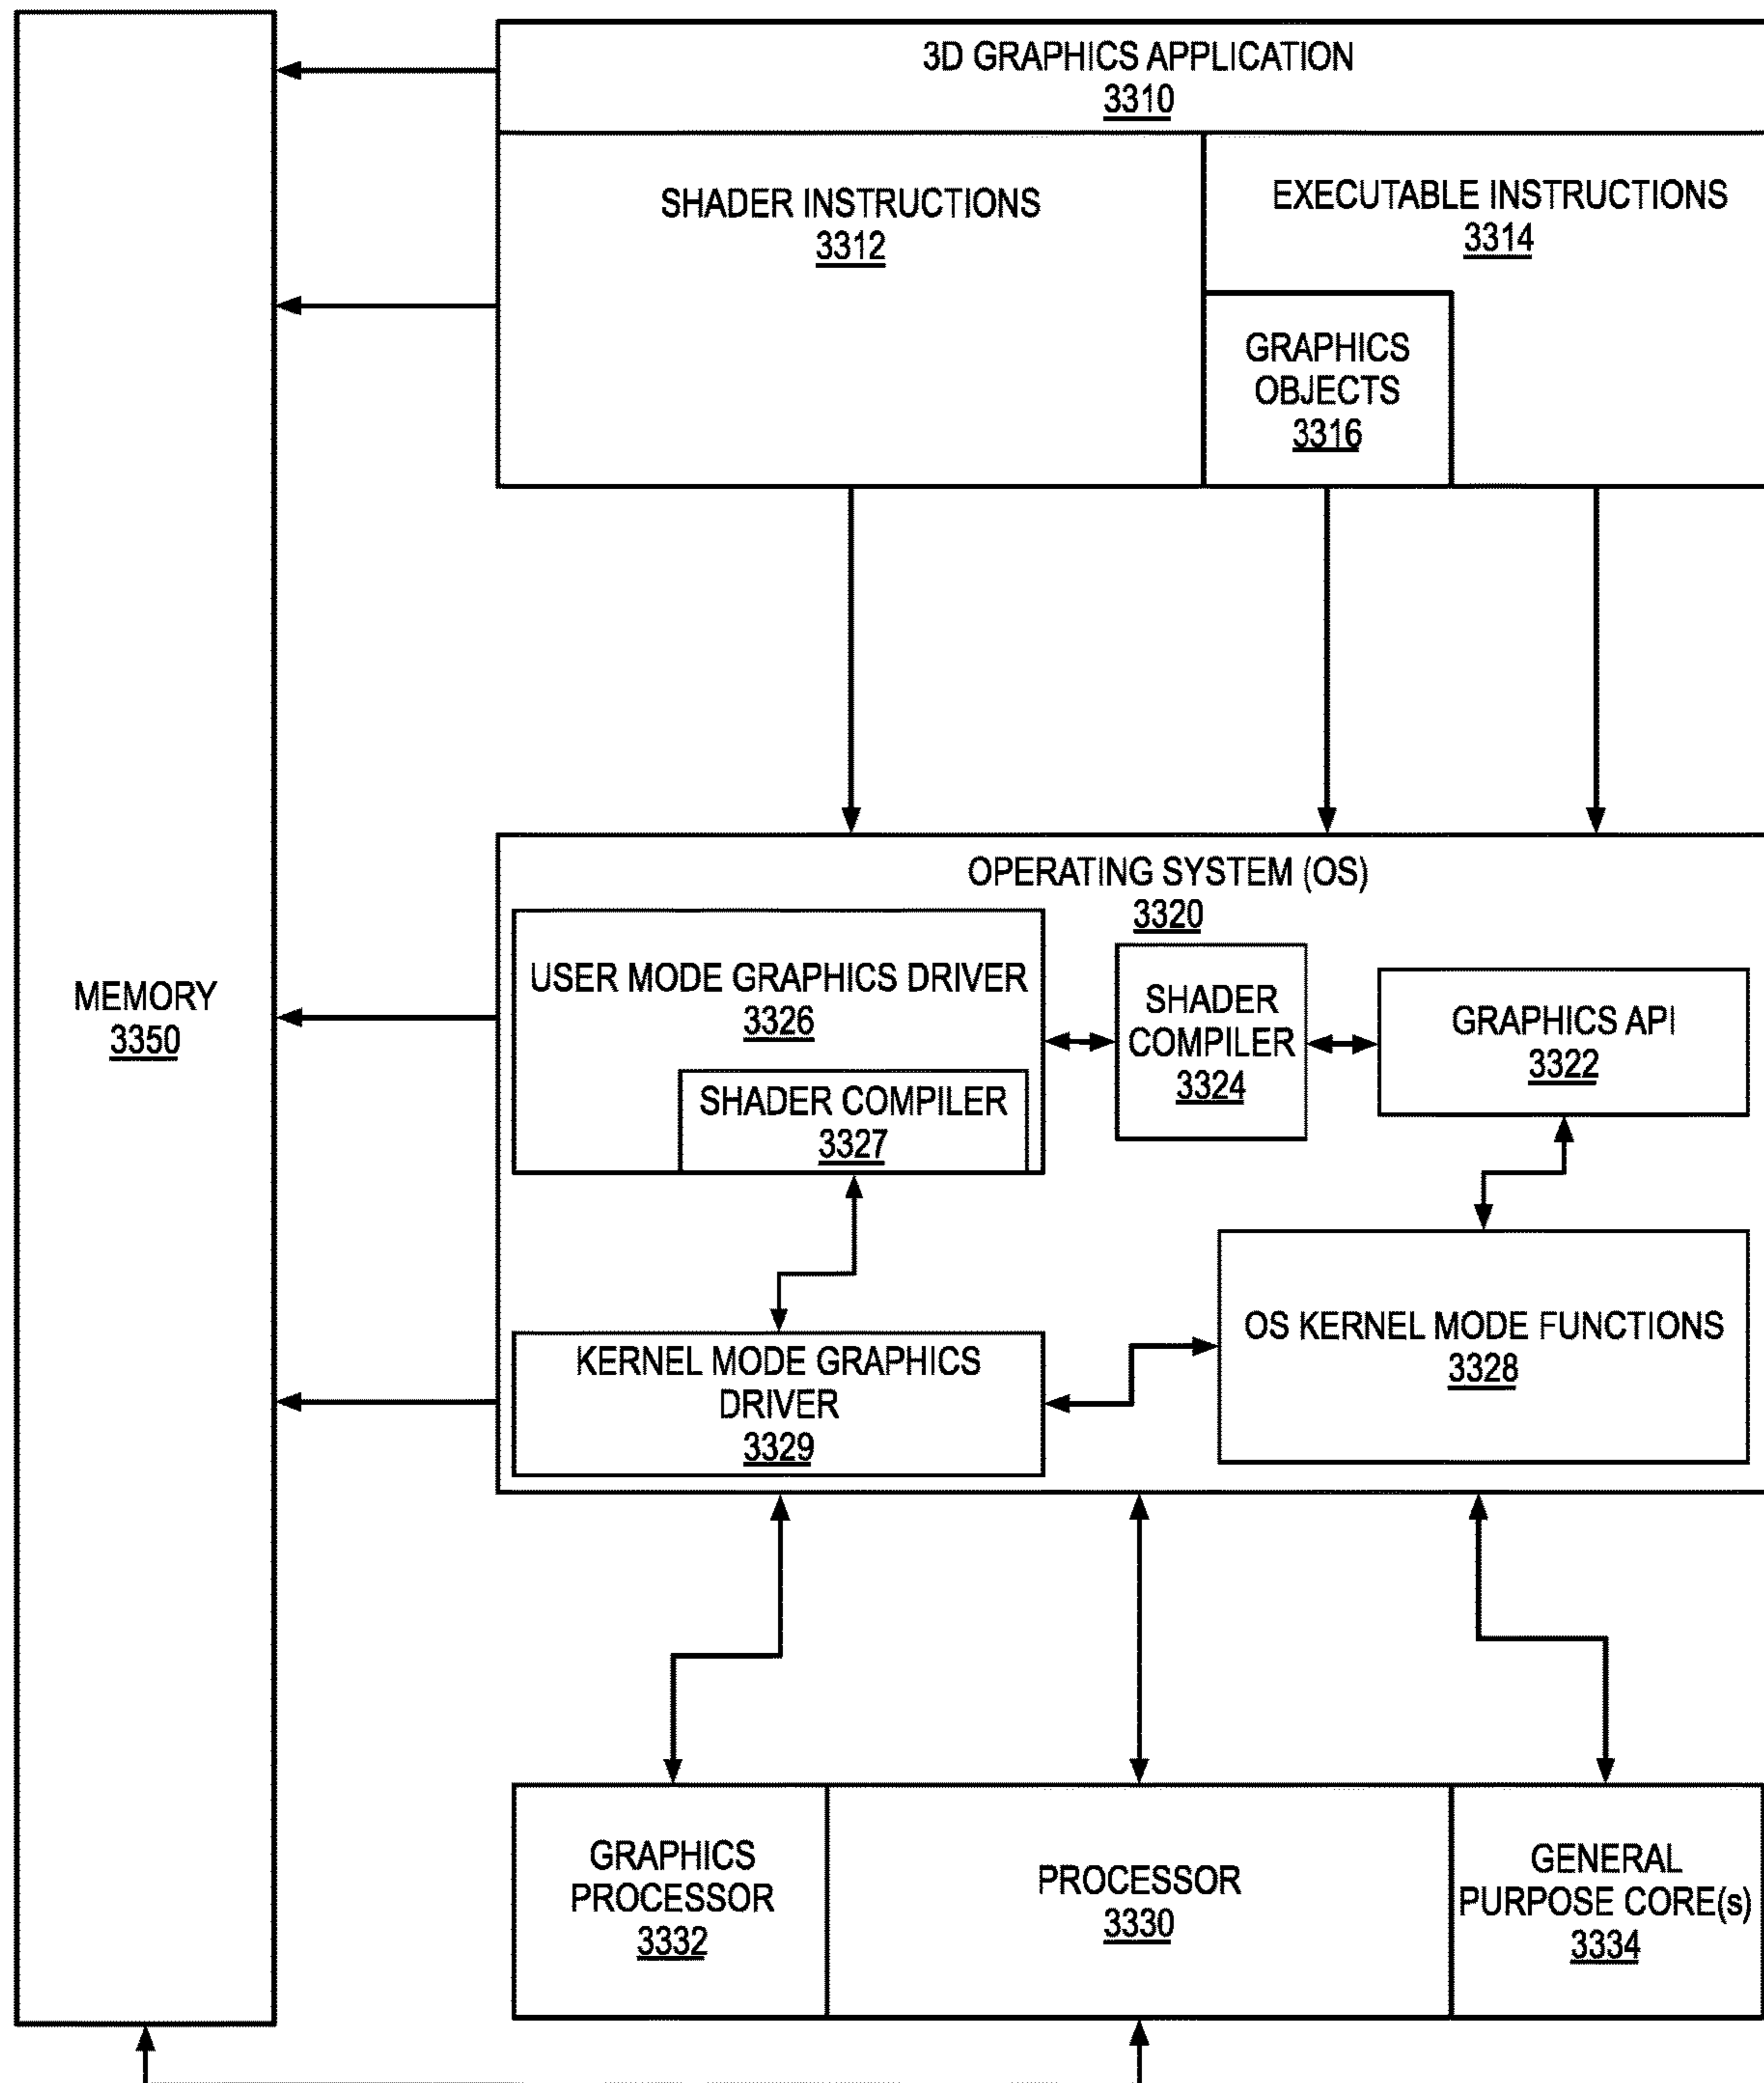 3D GRAPHICS APPLICATION
3310
SHADER INSTRUCTIONS
3312
EXECUTABLE INSTRUCTIONS
3314
GRAPHICS
OBJECTS
3316
OPERATING SYSTEM (OS)
3320
USER MODE GRAPHICS DRIVER
3326
SHADER COMPILER
3327
SHADER
COMPILER
3324
GRAPHICS API
3322
MEMORY
3350
KERNEL MODE GRAPHICS
DRIVER
3329
OS KERNEL MODE FUNCTIONS
3328
GRAPHICS
PROCESSOR
3332
PROCESSOR
3330
GENERAL
PURPOSE CORE(s)
3334